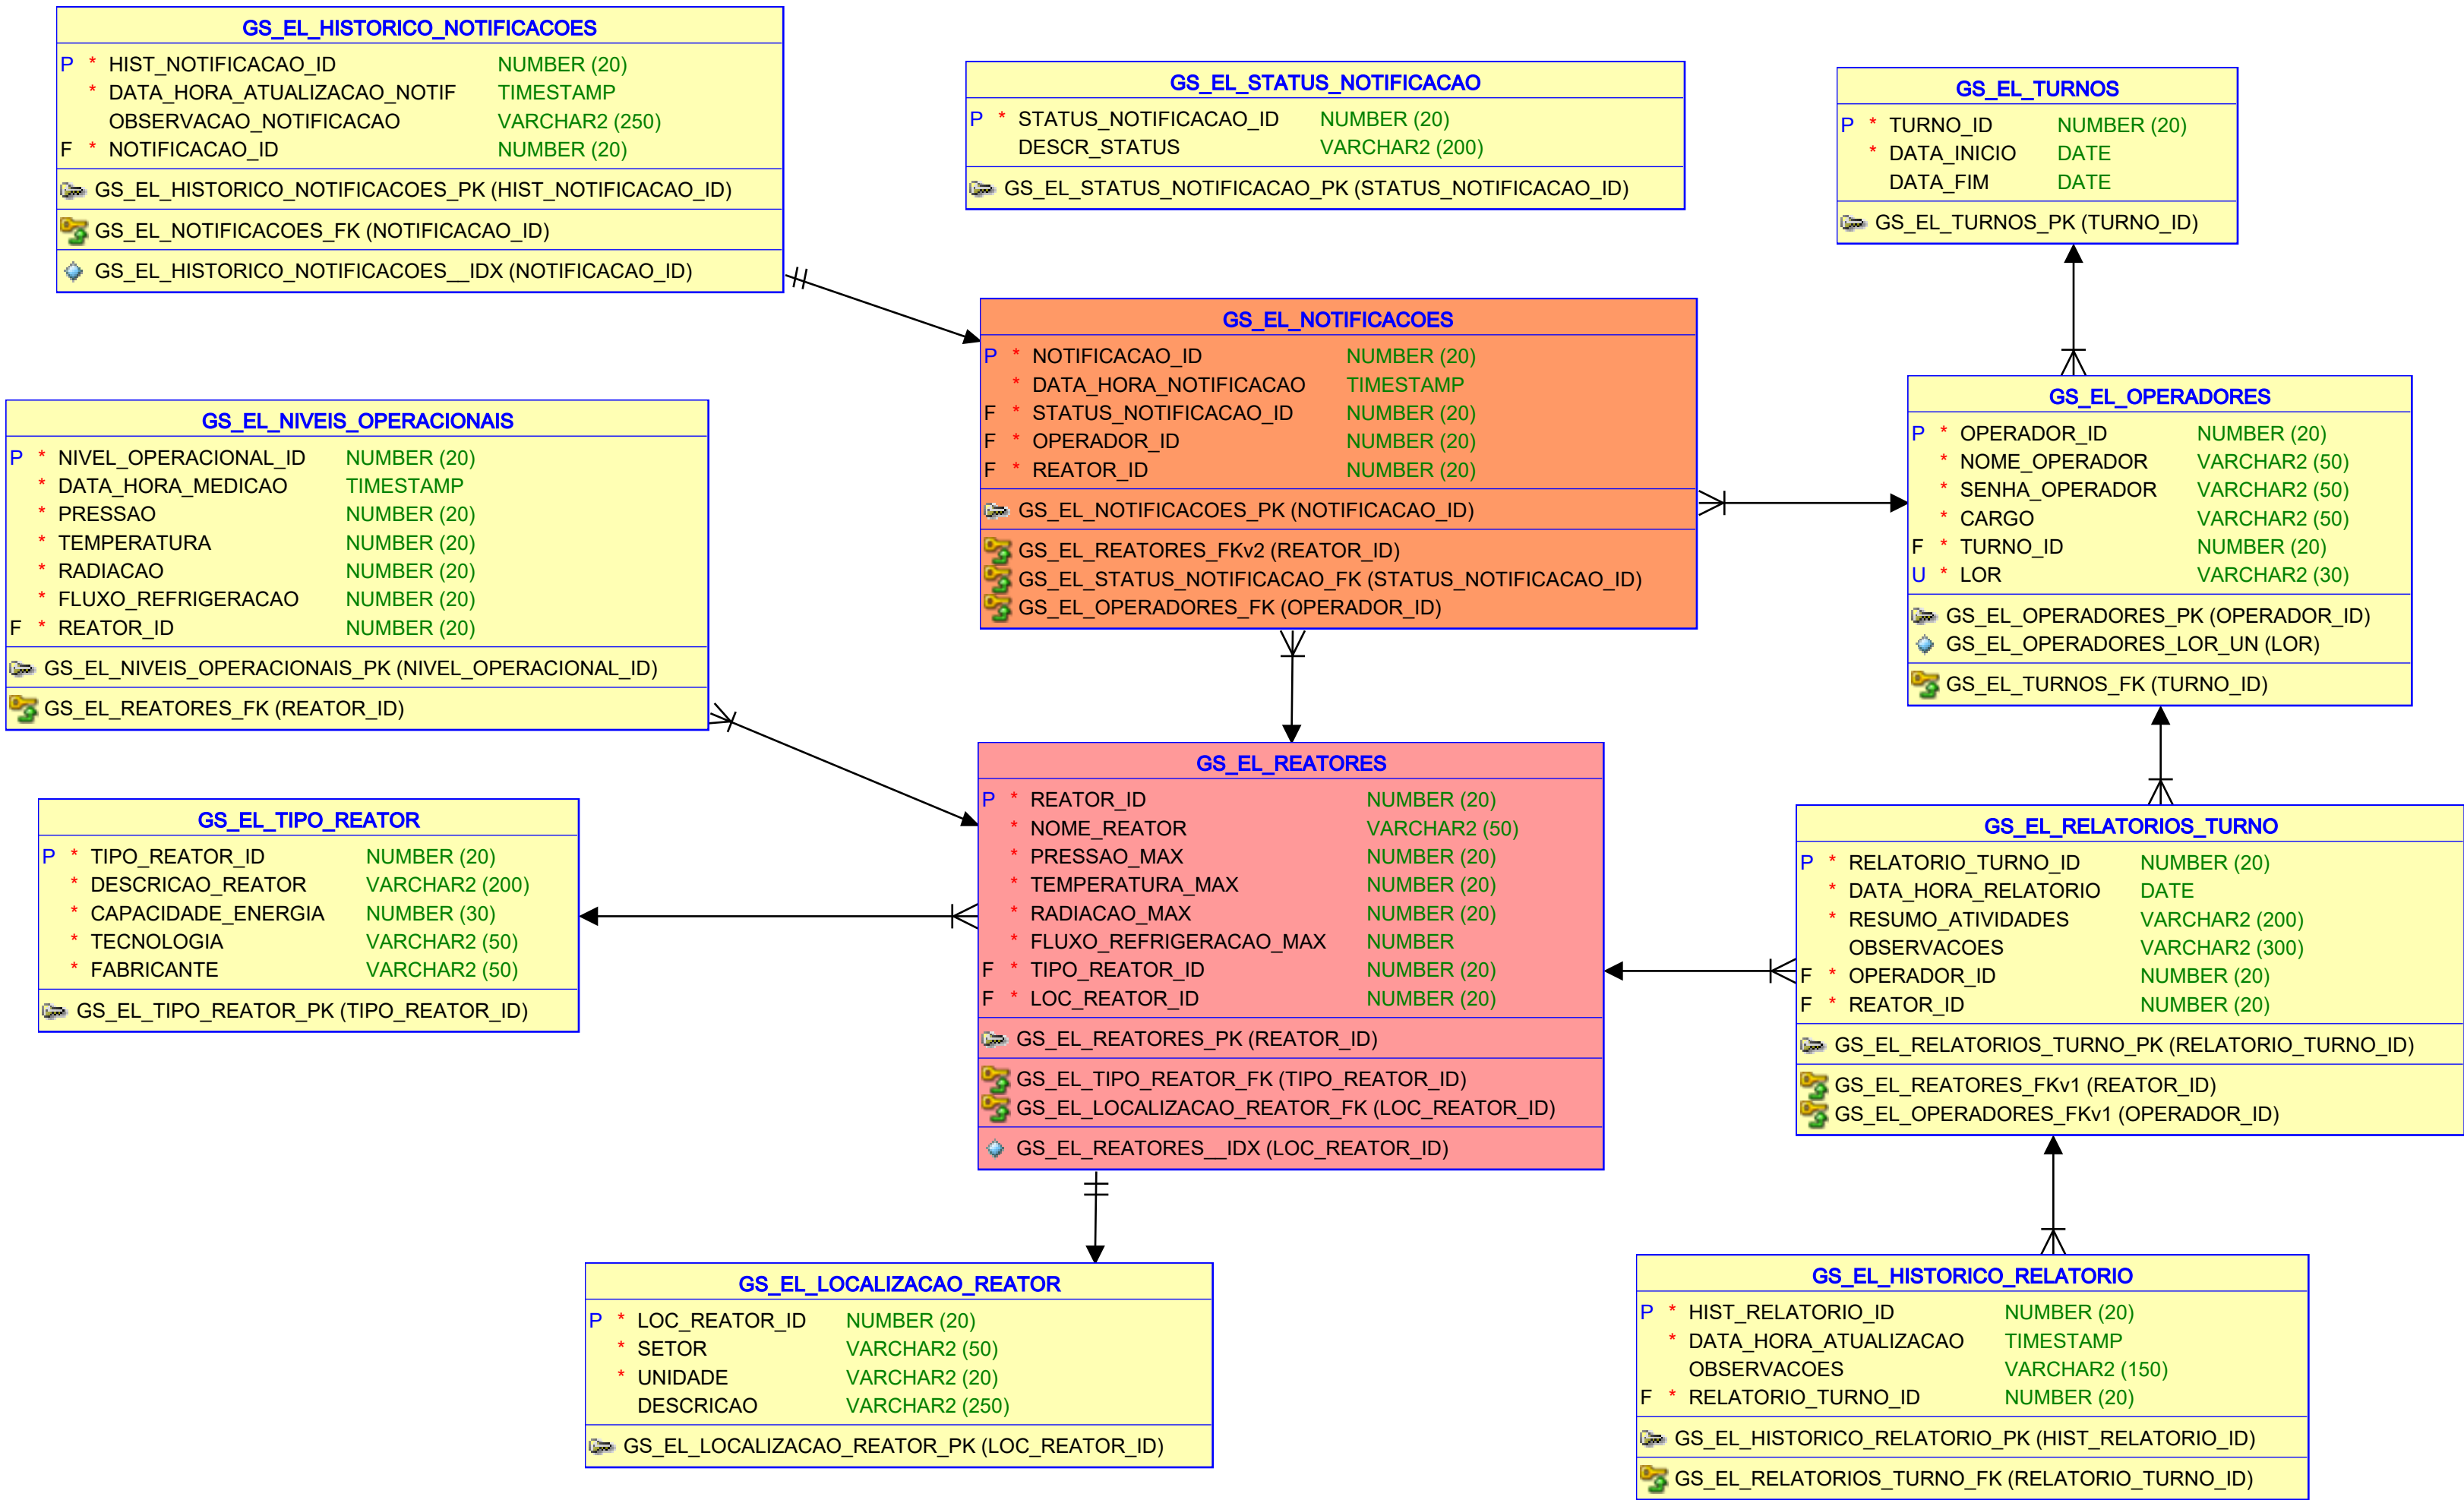 GS_EL_HISTORICO_NOTIFICACOES
P * HIST_NOTIFICACAO_ID NUMBER (20)
* DATA_HORA_ATUALIZACAO_NOTIF TIMESTAMP
OBSERVACAO_NOTIFICACAO VARCHAR2 (250)
F * NOTIFICACAO_ID NUMBER (20)
GS_EL_HISTORICO_NOTIFICACOES_PK (HIST_NOTIFICACAO_ID)
GS_EL_NOTIFICACOES_FK (NOTIFICACAO_ID)
GS_EL_HISTORICO_NOTIFICACOES__IDX (NOTIFICACAO_ID)
GS_EL_STATUS_NOTIFICACAO
P * STATUS_NOTIFICACAO_ID NUMBER (20)
DESCR_STATUS VARCHAR2 (200)
GS_EL_STATUS_NOTIFICACAO_PK (STATUS_NOTIFICACAO_ID)
GS_EL_TURNOS
P * TURNO_ID NUMBER (20)
* DATA_INICIO DATE
DATA_FIM DATE
GS_EL_TURNOS_PK (TURNO_ID)
GS_EL_NOTIFICACOES
P * NOTIFICACAO_ID NUMBER (20)
* DATA_HORA_NOTIFICACAO TIMESTAMP
F * STATUS_NOTIFICACAO_ID NUMBER (20)
F * OPERADOR_ID NUMBER (20)
F * REATOR_ID NUMBER (20)
GS_EL_NOTIFICACOES_PK (NOTIFICACAO_ID)
GS_EL_REATORES_FKv2 (REATOR_ID)
GS_EL_STATUS_NOTIFICACAO_FK (STATUS_NOTIFICACAO_ID)
GS_EL_OPERADORES_FK (OPERADOR_ID)
GS_EL_OPERADORES
P * OPERADOR_ID NUMBER (20)
* NOME_OPERADOR VARCHAR2 (50)
* SENHA_OPERADOR VARCHAR2 (50)
* CARGO VARCHAR2 (50)
F * TURNO_ID NUMBER (20)
U * LOR VARCHAR2 (30)
GS_EL_OPERADORES_PK (OPERADOR_ID)
GS_EL_OPERADORES_LOR_UN (LOR)
GS_EL_TURNOS_FK (TURNO_ID)
GS_EL_NIVEIS_OPERACIONAIS
P * NIVEL_OPERACIONAL_ID NUMBER (20)
* DATA_HORA_MEDICAO TIMESTAMP
* PRESSAO NUMBER (20)
* TEMPERATURA NUMBER (20)
* RADIACAO NUMBER (20)
* FLUXO_REFRIGERACAO NUMBER (20)
F * REATOR_ID NUMBER (20)
GS_EL_NIVEIS_OPERACIONAIS_PK (NIVEL_OPERACIONAL_ID)
GS_EL_REATORES_FK (REATOR_ID)
GS_EL_TIPO_REATOR
P * TIPO_REATOR_ID NUMBER (20)
* DESCRICAO_REATOR VARCHAR2 (200)
* CAPACIDADE_ENERGIA NUMBER (30)
* TECNOLOGIA VARCHAR2 (50)
* FABRICANTE VARCHAR2 (50)
GS_EL_TIPO_REATOR_PK (TIPO_REATOR_ID)
GS_EL_REATORES
P * REATOR_ID NUMBER (20)
* NOME_REATOR VARCHAR2 (50)
* PRESSAO_MAX NUMBER (20)
* TEMPERATURA_MAX NUMBER (20)
* RADIACAO_MAX NUMBER (20)
* FLUXO_REFRIGERACAO_MAX NUMBER
F * TIPO_REATOR_ID NUMBER (20)
F * LOC_REATOR_ID NUMBER (20)
GS_EL_REATORES_PK (REATOR_ID)
GS_EL_TIPO_REATOR_FK (TIPO_REATOR_ID)
GS_EL_LOCALIZACAO_REATOR_FK (LOC_REATOR_ID)
GS_EL_REATORES__IDX (LOC_REATOR_ID)
GS_EL_RELATORIOS_TURNO
P * RELATORIO_TURNO_ID NUMBER (20)
* DATA_HORA_RELATORIO DATE
* RESUMO_ATIVIDADES VARCHAR2 (200)
OBSERVACOES VARCHAR2 (300)
F * OPERADOR_ID NUMBER (20)
F * REATOR_ID NUMBER (20)
GS_EL_RELATORIOS_TURNO_PK (RELATORIO_TURNO_ID)
GS_EL_REATORES_FKv1 (REATOR_ID)
GS_EL_OPERADORES_FKv1 (OPERADOR_ID)
GS_EL_LOCALIZACAO_REATOR
P * LOC_REATOR_ID NUMBER (20)
* SETOR VARCHAR2 (50)
* UNIDADE VARCHAR2 (20)
DESCRICAO VARCHAR2 (250)
GS_EL_LOCALIZACAO_REATOR_PK (LOC_REATOR_ID)
GS_EL_HISTORICO_RELATORIO
P * HIST_RELATORIO_ID NUMBER (20)
* DATA_HORA_ATUALIZACAO TIMESTAMP
OBSERVACOES VARCHAR2 (150)
F * RELATORIO_TURNO_ID NUMBER (20)
GS_EL_HISTORICO_RELATORIO_PK (HIST_RELATORIO_ID)
GS_EL_RELATORIOS_TURNO_FK (RELATORIO_TURNO_ID)